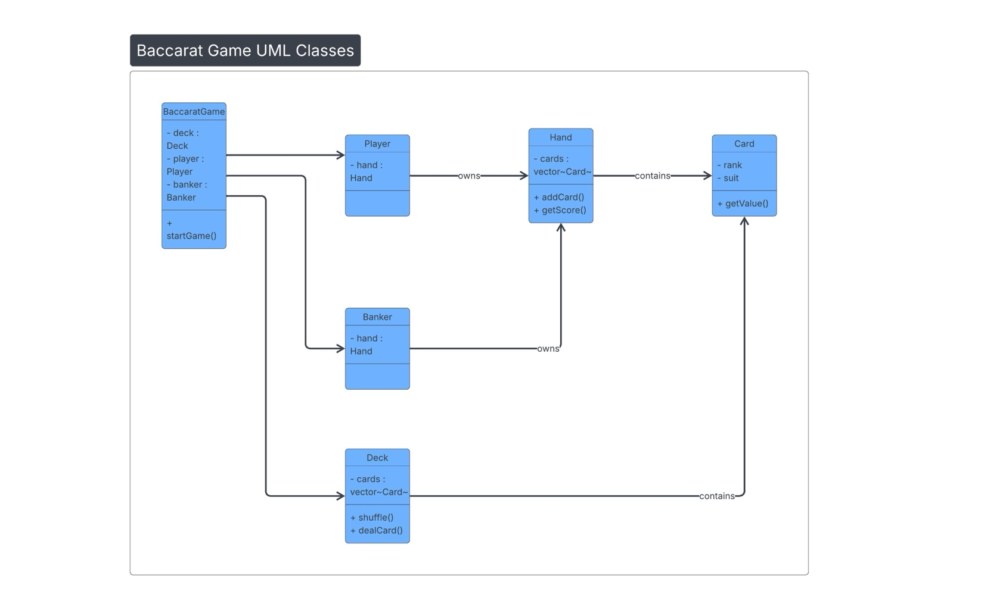 Baccarat Game UML Classes
BaccaratGame
- deck :
Deck
- player :
Player
- banker :
Banker
+
startGame()
Player
- hand :
Hand
owns
Hand
- cards :
vector~Card~
+ addCard()
+ getScore()
contains
Card
- rank
- suit
+ getValue()
Banker
- hand :
Hand
owns
Deck
- cards :
vector~Card~
+ shuffle()
+ dealCard()
contains